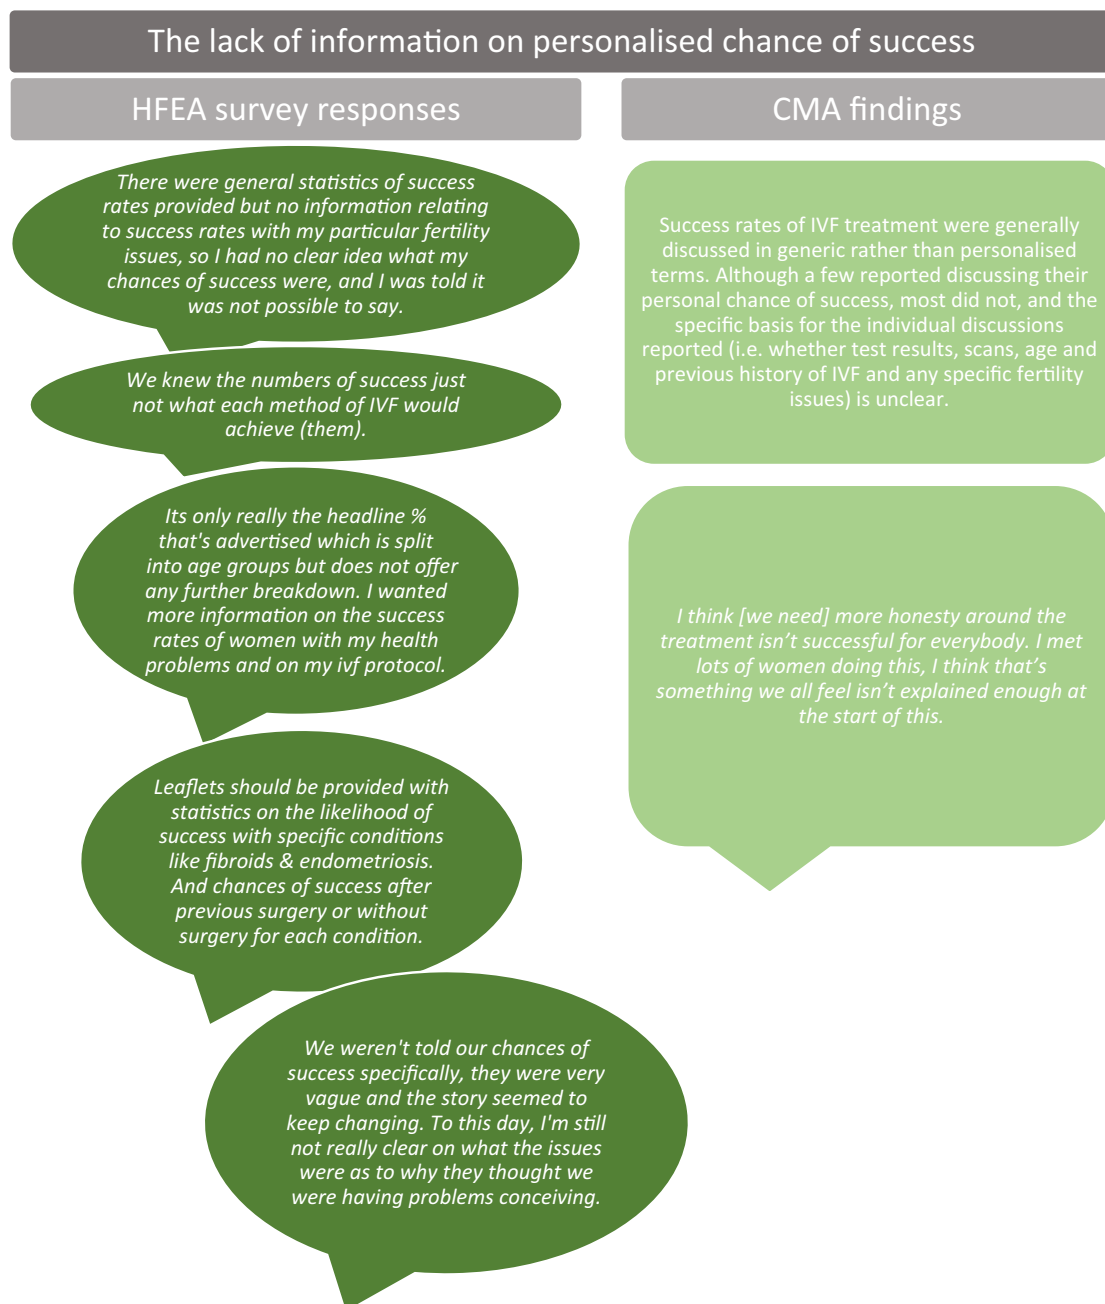 The lack of information on personalised chance of success
HFEA survey responses
There were general statistics of success
rates provided but no information relating
to success rates with my particular fertility
issues, so I had no clear idea what my
chances of success were, and I was told it
was not possible to say.
We knew the numbers of success just
not what each method of IVF would
achieve (them).
Its only really the headline %
that's advertised which is split
into age groups but does not offer
any further breakdown. I wanted
more information on the success
rates of women with my health
problems and on my ivf protocol.
Leaflets should be provided with
statistics on the likelihood of
success with specific conditions
like fibroids & endometriosis.
And chances of success after
previous surgery or without
surgery for each condition.
We weren't told our chances of
success specifically, they were very
vague and the story seemed to
keep changing. To this day, I'm still
not really clear on what the issues
were as to why they thought we
were having problems conceiving.
CMA findings
Success rates of IVF treatment were generally
discussed in generic rather than personalised
terms. Although a few reported discussing their
personal chance of success, most did not, and the
specific basis for the individual discussions
reported (i.e. whether test results, scans, age and
previous history of IVF and any specific fertility
issues) is unclear.
I think [we need] more honesty around the
treatment isn’t successful for everybody. I met
lots of women doing this, I think that’s
something we all feel isn’t explained enough at
the start of this.